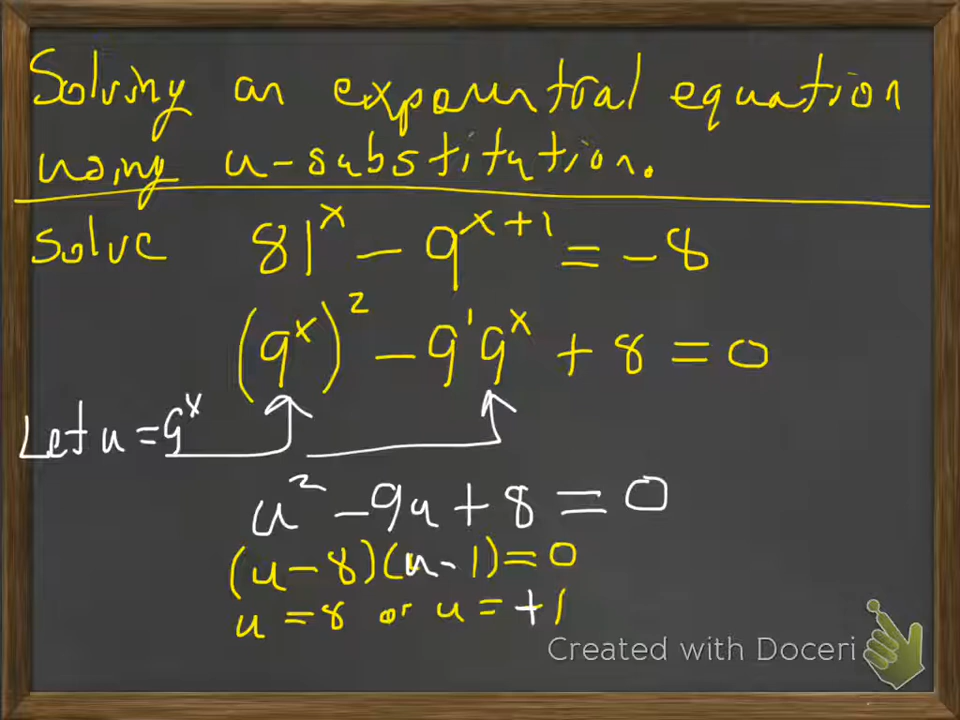 Solving an exponential equation
using u-substitution.
Solve 81^x - 9^(x+1) = -8
(9^x)^2 - 9^1 9^x + 8 = 0
Let u = 9^x
u^2 - 9u + 8 = 0
(u - 8)(u - 1) = 0
u = 8 or u = +1
Created with Doceri